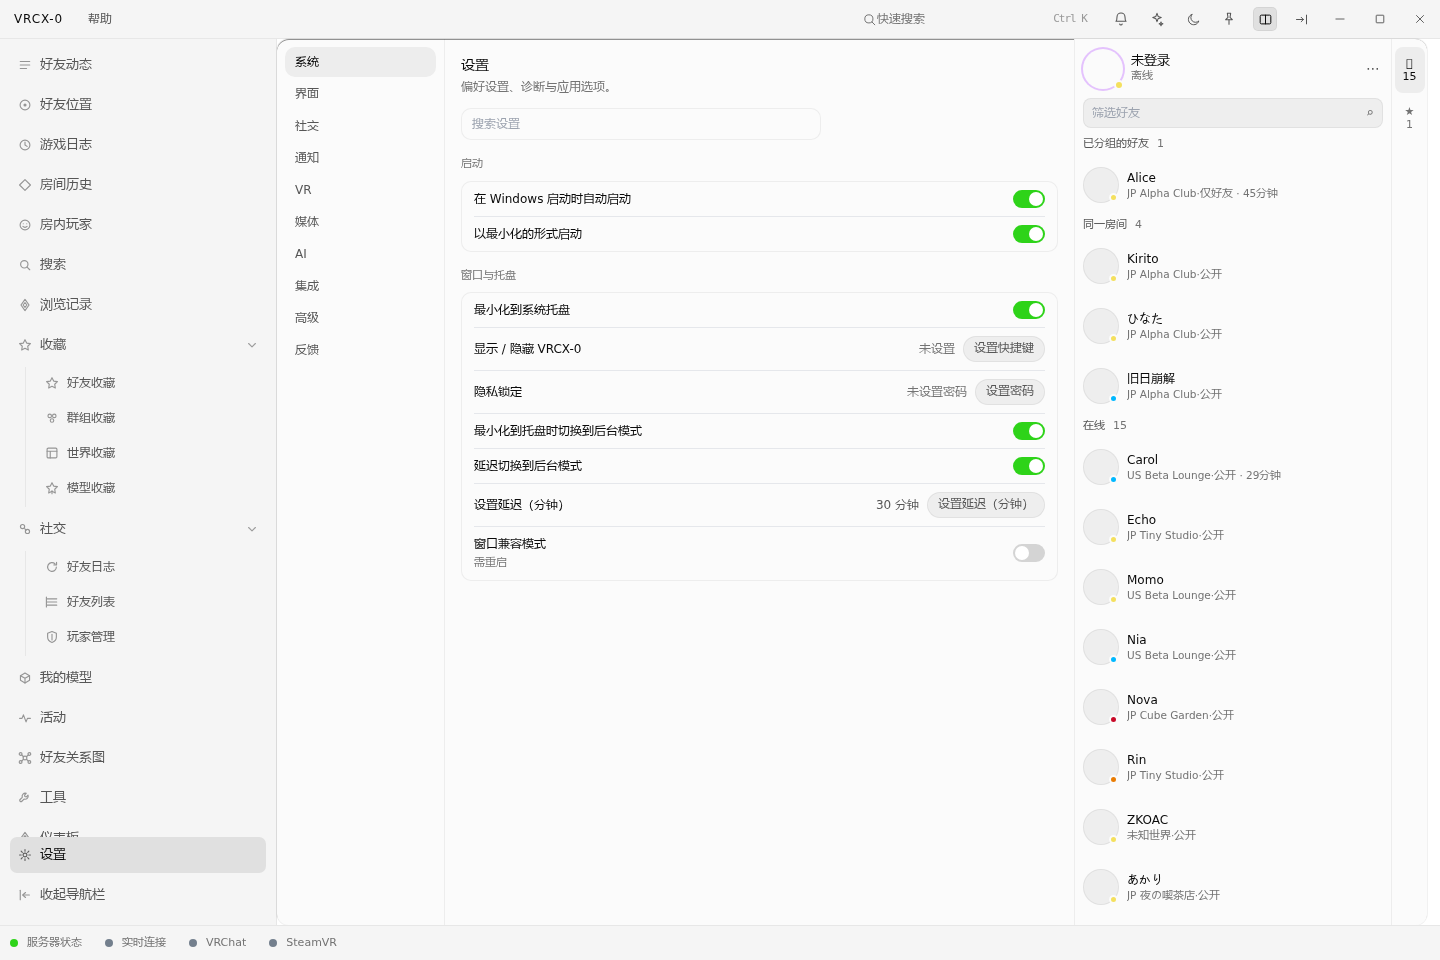 VRCX-0
帮助
快速搜索
Ctrl K
好友动态
好友位置
游戏日志
房间历史
房内玩家
搜索
浏览记录
收藏
好友收藏
群组收藏
世界收藏
模型收藏
社交
好友日志
好友列表
玩家管理
我的模型
活动
好友关系图
工具
仪表板
设置
收起导航栏
系统
界面
社交
通知
VR
媒体
AI
集成
高级
反馈
设置
偏好设置、诊断与应用选项。
搜索设置
启动
在 Windows 启动时自动启动
以最小化的形式启动
窗口与托盘
最小化到系统托盘
显示 / 隐藏 VRCX-0
未设置
设置快捷键
隐私锁定
未设置密码
设置密码
最小化到托盘时切换到后台模式
延迟切换到后台模式
设置延迟（分钟）
30 分钟
设置延迟（分钟）
窗口兼容模式
需重启
未登录
离线
筛选好友
已分组的好友 1
Alice
JP Alpha Club·仅好友 · 45分钟
同一房间 4
Kirito
JP Alpha Club·公开
ひなた
JP Alpha Club·公开
旧日崩解
JP Alpha Club·公开
在线 15
Carol
US Beta Lounge·公开 · 29分钟
Echo
JP Tiny Studio·公开
Momo
US Beta Lounge·公开
Nia
US Beta Lounge·公开
Nova
JP Cube Garden·公开
Rin
JP Tiny Studio·公开
ZKOAC
未知世界·公开
あかり
JP 夜の喫茶店·公开
15
1
服务器状态
实时连接
VRChat
SteamVR